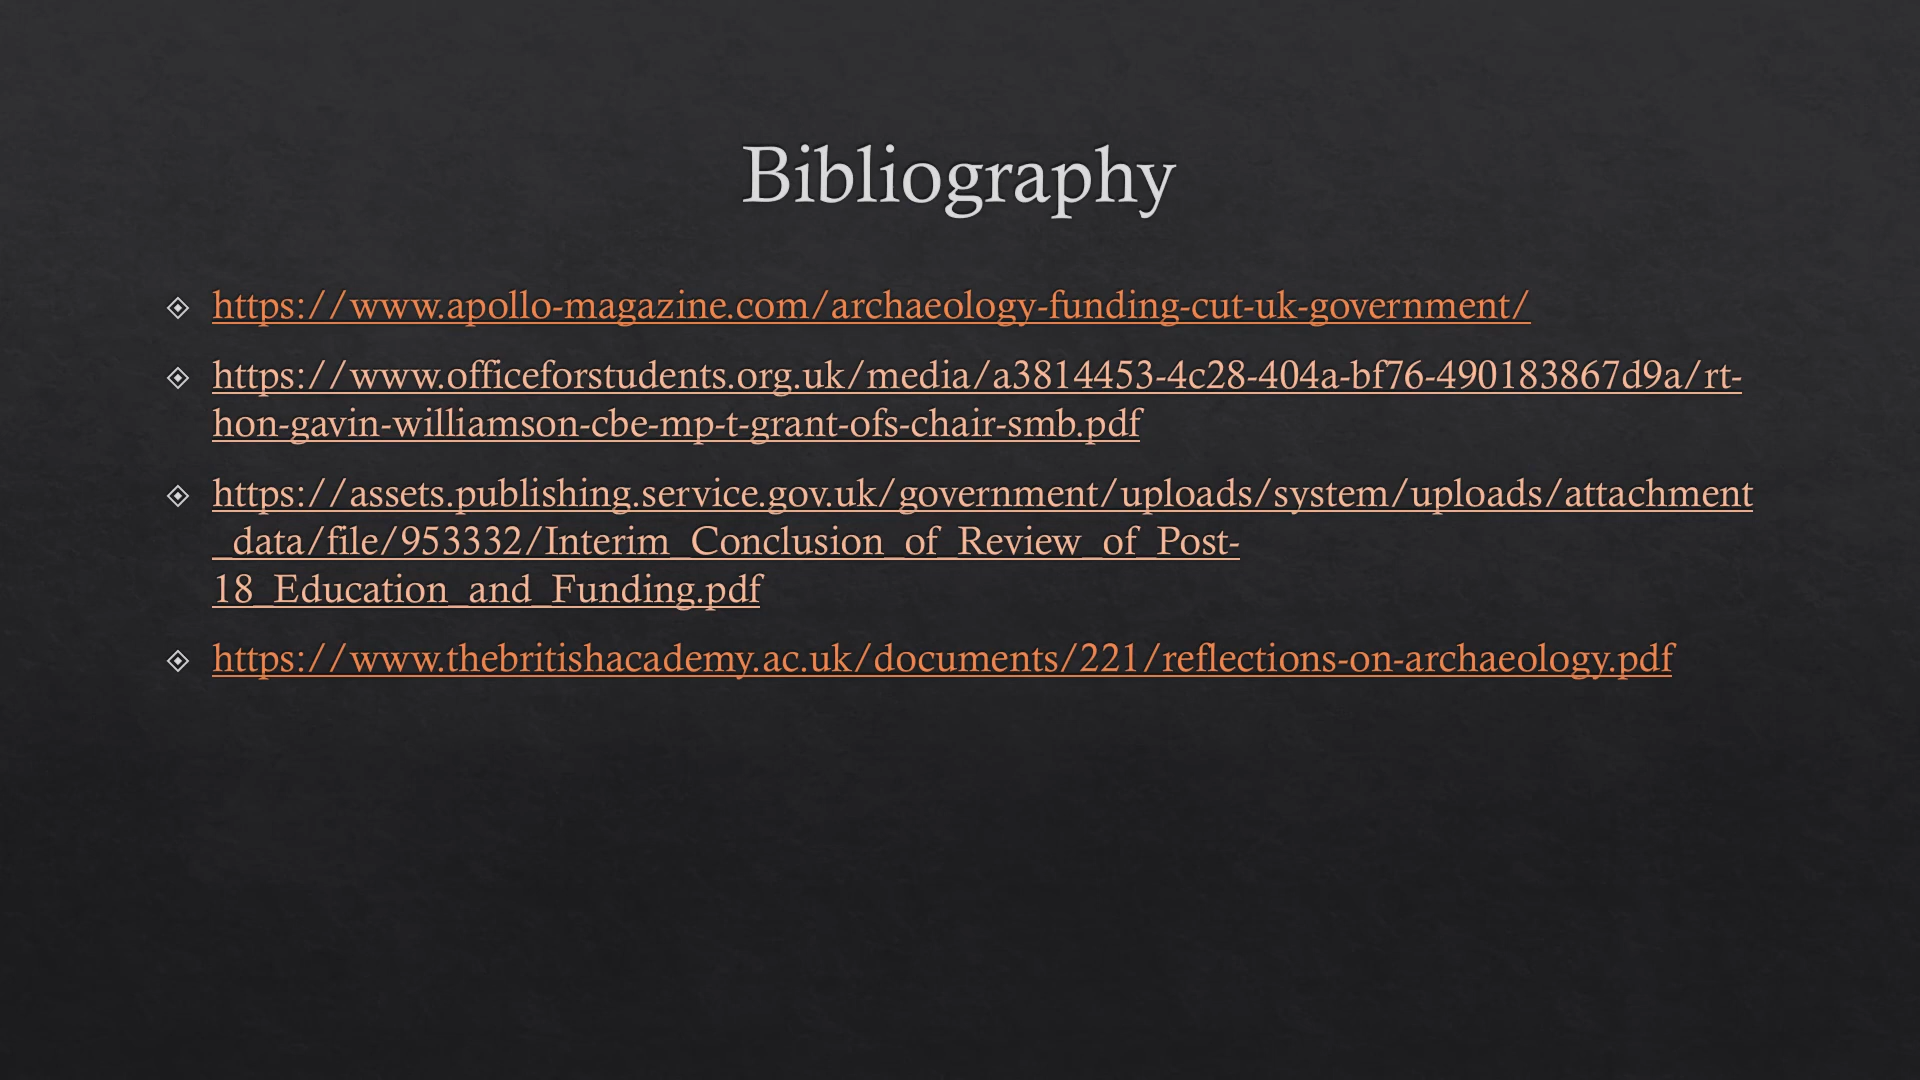 Bibliography
https://www.apollo-magazine.com/archaeology-funding-cut-uk-government/
https://www.officeforstudents.org.uk/media/a3814453-4c28-404a-bf76-490183867d9a/rt-
hon-gavin-williamson-cbe-mp-t-grant-ofs-chair-smb.pdf
https://assets.publishing.service.gov.uk/government/uploads/system/uploads/attachment
_data/file/953332/Interim_Conclusion_of_Review_of_Post-
18_Education_and_Funding.pdf
https://www.thebritishacademy.ac.uk/documents/221/reflections-on-archaeology.pdf